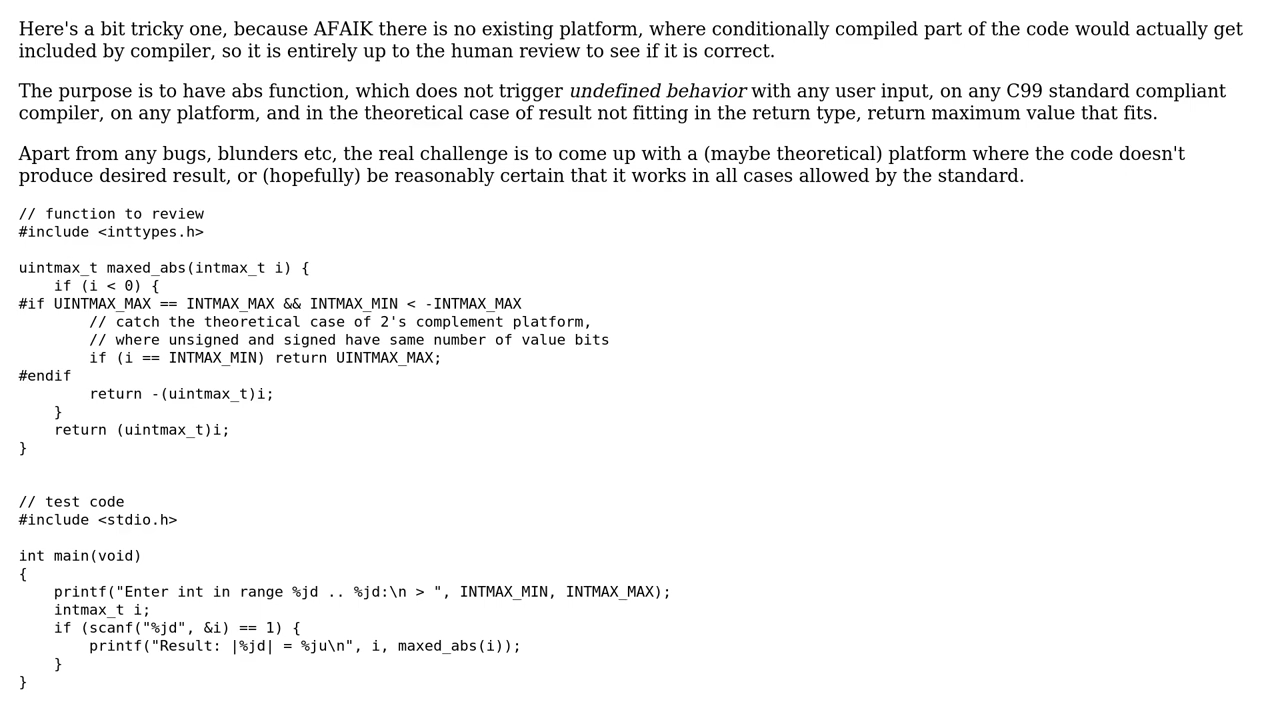 Here's a bit tricky one, because AFAIK there is no existing platform, where conditionally compiled part of the code would actually get
included by compiler, so it is entirely up to the human review to see if it is correct.
The purpose is to have abs function, which does not trigger undefined behavior with any user input, on any C99 standard compliant
compiler, on any platform, and in the theoretical case of result not fitting in the return type, return maximum value that fits.
Apart from any bugs, blunders etc, the real challenge is to come up with a (maybe theoretical) platform where the code doesn't
produce desired result, or (hopefully) be reasonably certain that it works in all cases allowed by the standard.
// function to review
#include <inttypes.h>
uintmax_t maxed_abs(intmax_t i) {
    if (i < 0) {
#if UINTMAX_MAX == INTMAX_MAX && INTMAX_MIN < -INTMAX_MAX
        // catch the theoretical case of 2's complement platform,
        // where unsigned and signed have same number of value bits
        if (i == INTMAX_MIN) return UINTMAX_MAX;
#endif
        return -(uintmax_t)i;
    }
    return (uintmax_t)i;
}
// test code
#include <stdio.h>
int main(void)
{
    printf("Enter int in range %jd .. %jd:\n > ", INTMAX_MIN, INTMAX_MAX);
    intmax_t i;
    if (scanf("%jd", &i) == 1) {
        printf("Result: |%jd| = %ju\n", i, maxed_abs(i));
    }
}